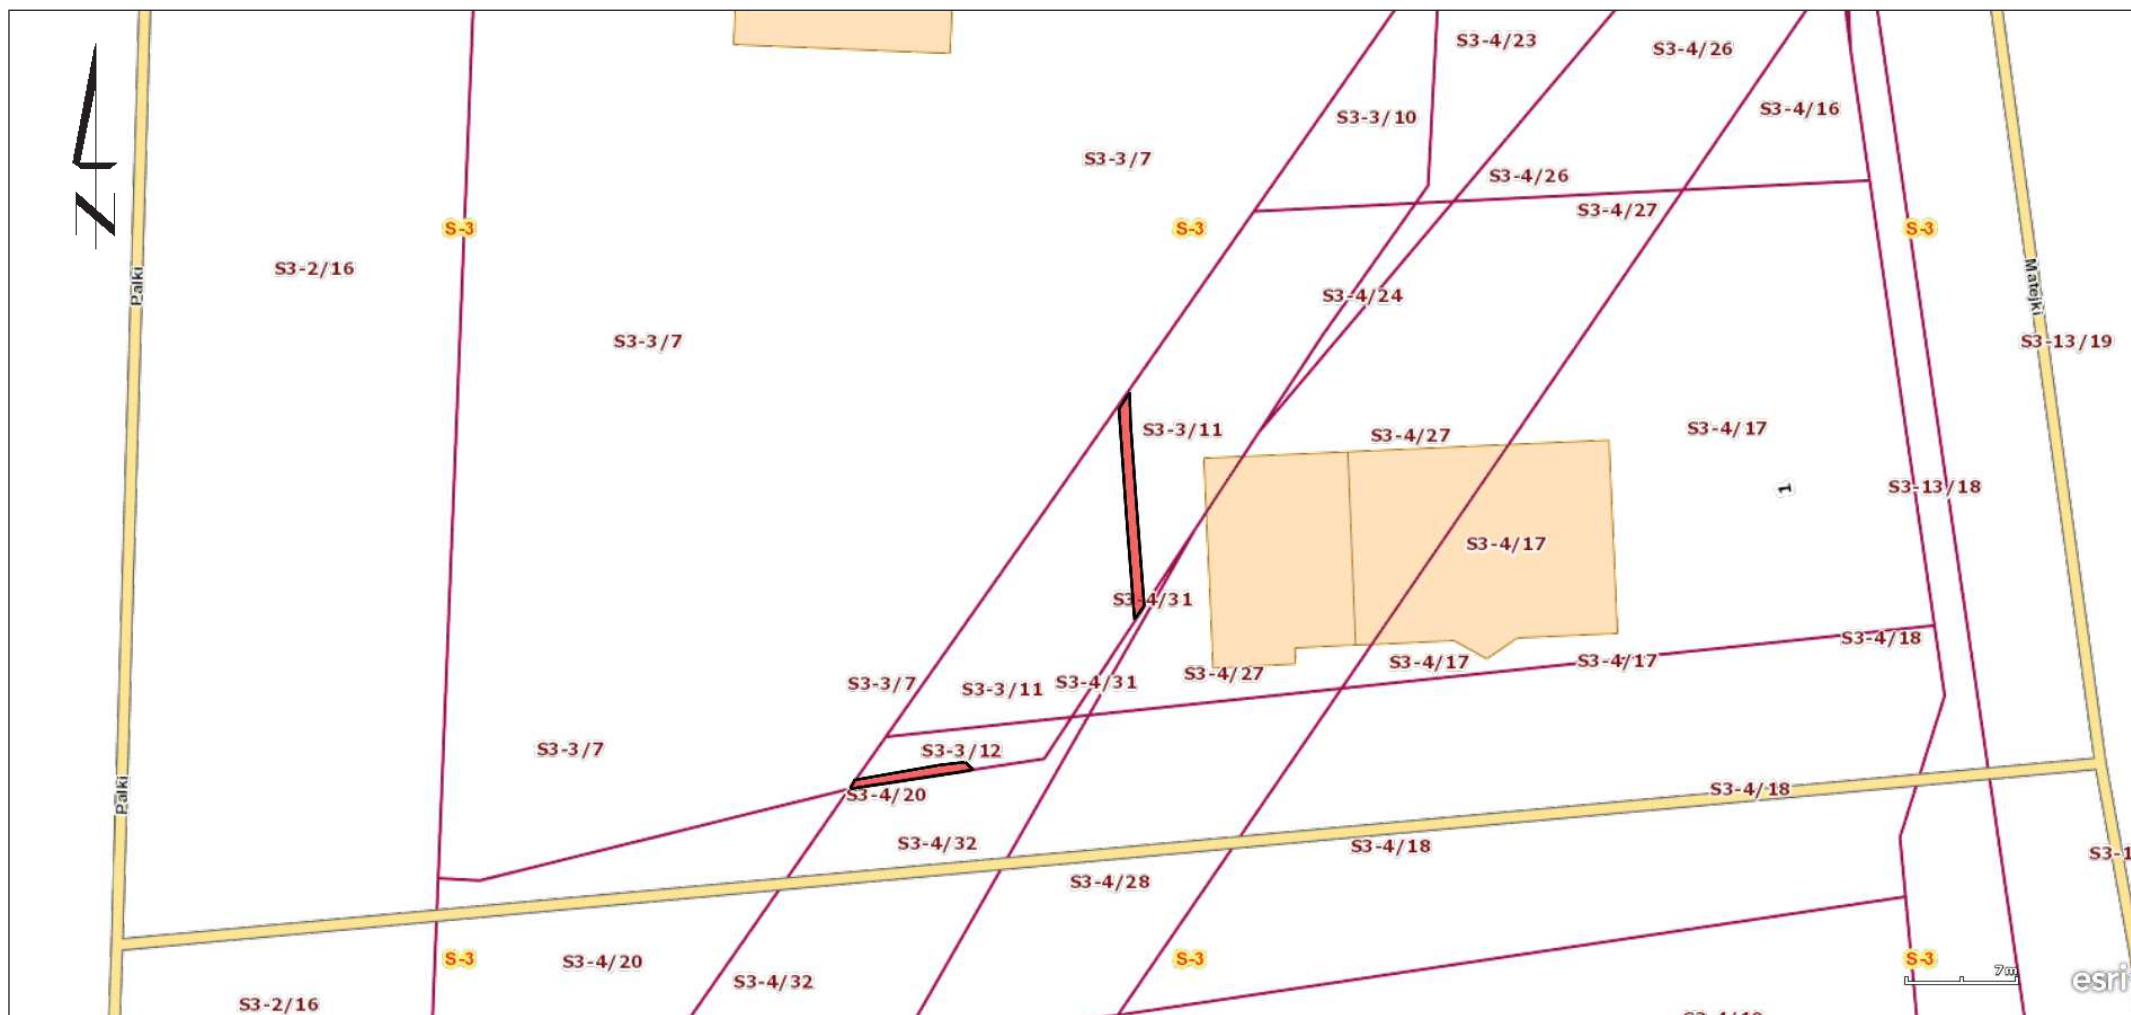 S3-4/23
S3-4/26
S3-4/16
S3-3/10
S3-3/7
S3-4/26
N
S3-4/27
S-3
S-3
S-3
S3-2/16
Palki
Matejki
S3-4/24
S3-3/7
S3-13/19
S3-3/11
S3-4/27
S3-4/17
1
S3-13/18
S3-4/17
S3-4/31
S3-4/18
S3-4/17
S3-4/17
S3-4/27
S3-3/7
S3-3/11
S3-4/31
S3-3/7
S3-3/12
Palki
S3-4/20
S3-4/18
S3-4/32
S3-4/18
S3-1
S3-4/28
S-3
S3-4/20
S-3
S-3
7m
S3-4/32
esri
S3-2/16